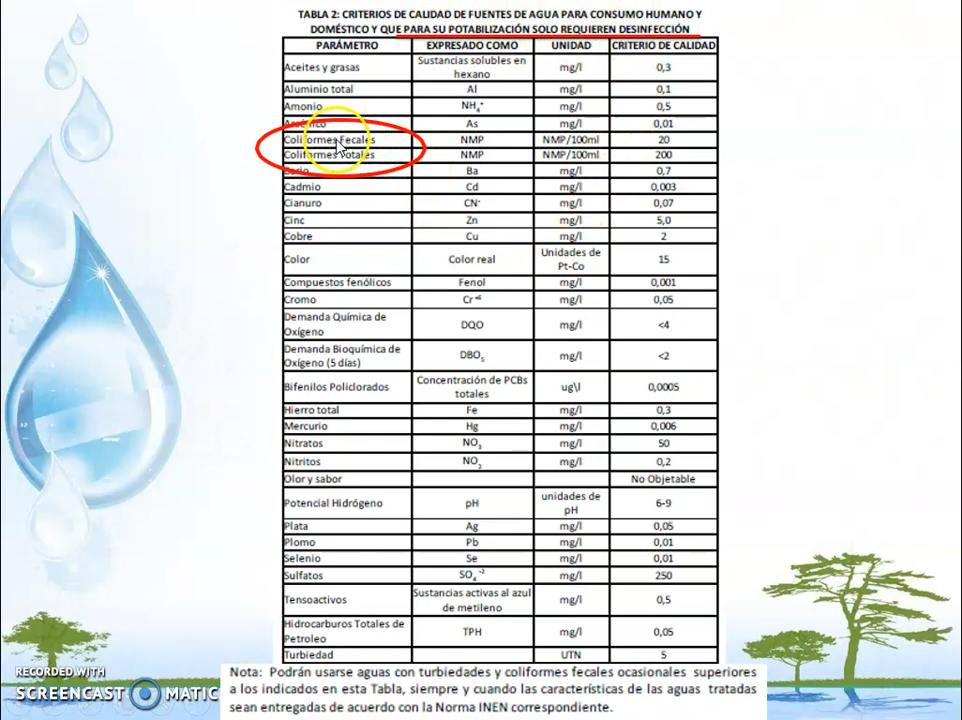 TABLA 2: CRITERIOS DE CALIDAD DE FUENTES DE AGUA PARA CONSUMO HUMANO Y
DOMÉSTICO Y QUE PARA SU POTABILIZACIÓN SOLO REQUIEREN DESINFECCIÓN
PARÁMETRO EXPRESADO COMO UNIDAD CRITERIO DE CALIDAD
Aceites y grasas Sustancias solubles en hexano mg/l 0,3
Aluminio total Al mg/l 0,1
Amonio NH₄⁺ mg/l 0,5
Arsénico As mg/l 0,01
Coliformes Fecales NMP NMP/100ml 20
Coliformes Totales NMP NMP/100ml 200
Bario Ba mg/l 0,7
Cadmio Cd mg/l 0,003
Cianuro CN⁻ mg/l 0,07
Cinc Zn mg/l 5,0
Cobre Cu mg/l 2
Color Color real Unidades de Pt-Co 15
Compuestos fenólicos Fenol mg/l 0,001
Cromo Cr⁺⁶ mg/l 0,05
Demanda Química de Oxígeno DQO mg/l <4
Demanda Bioquímica de Oxígeno (5 días) DBO₅ mg/l <2
Bifenilos Policlorados Concentración de PCBs totales ug\l 0,0005
Hierro total Fe mg/l 0,3
Mercurio Hg mg/l 0,006
Nitratos NO₃ mg/l 50
Nitritos NO₂ mg/l 0,2
Olor y sabor No Objetable
Potencial Hidrógeno pH unidades de pH 6-9
Plata Ag mg/l 0,05
Plomo Pb mg/l 0,01
Selenio Se mg/l 0,01
Sulfatos SO₄⁻² mg/l 250
Tensoactivos Sustancias activas al azul de metileno mg/l 0,5
Hidrocarburos Totales de Petroleo TPH mg/l 0,05
Turbiedad UTN 5
Nota: Podrán usarse aguas con turbiedades y coliformes fecales ocasionales superiores
a los indicados en esta Tabla, siempre y cuando las características de las aguas tratadas
sean entregadas de acuerdo con la Norma INEN correspondiente.
RECORDED WITH
SCREENCAST MATIC